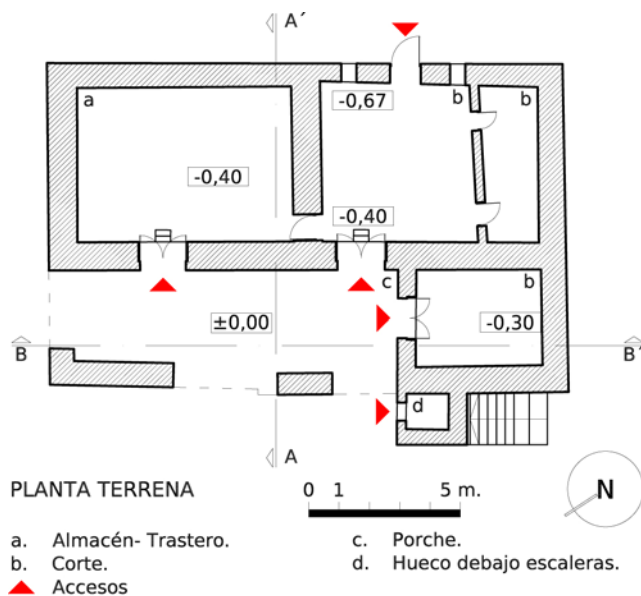 A´
a
-0,67
b
b
-0,40
-0,40
c
b
±0,00
-0,30
B
B´
d
A
PLANTA TERRENA
0 1 5 m.
N
a. Almacén- Trastero.
b. Corte.
Accesos
c. Porche.
d. Hueco debajo escaleras.